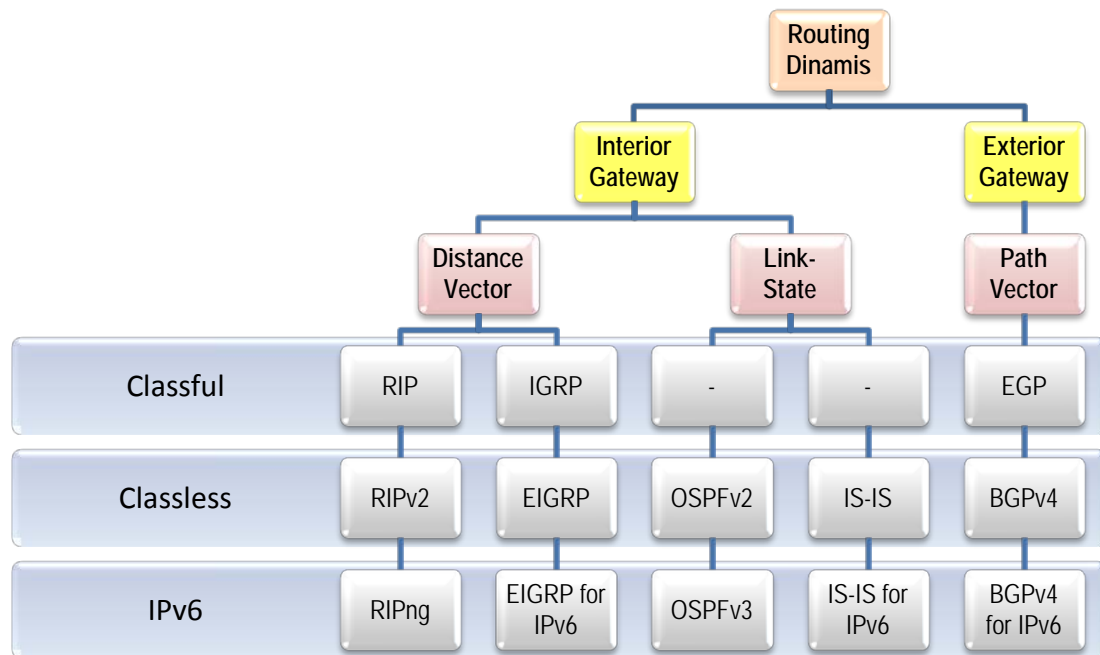 Routing
Dinamis
Interior
Gateway
Exterior
Gateway
Distance
Vector
Link-
State
Path
Vector
Classful
RIP
IGRP
-
-
EGP
Classless
RIPv2
EIGRP
OSPFv2
IS-IS
BGPv4
IPv6
RIPng
EIGRP for
IPv6
OSPFv3
IS-IS for
IPv6
BGPv4
for IPv6